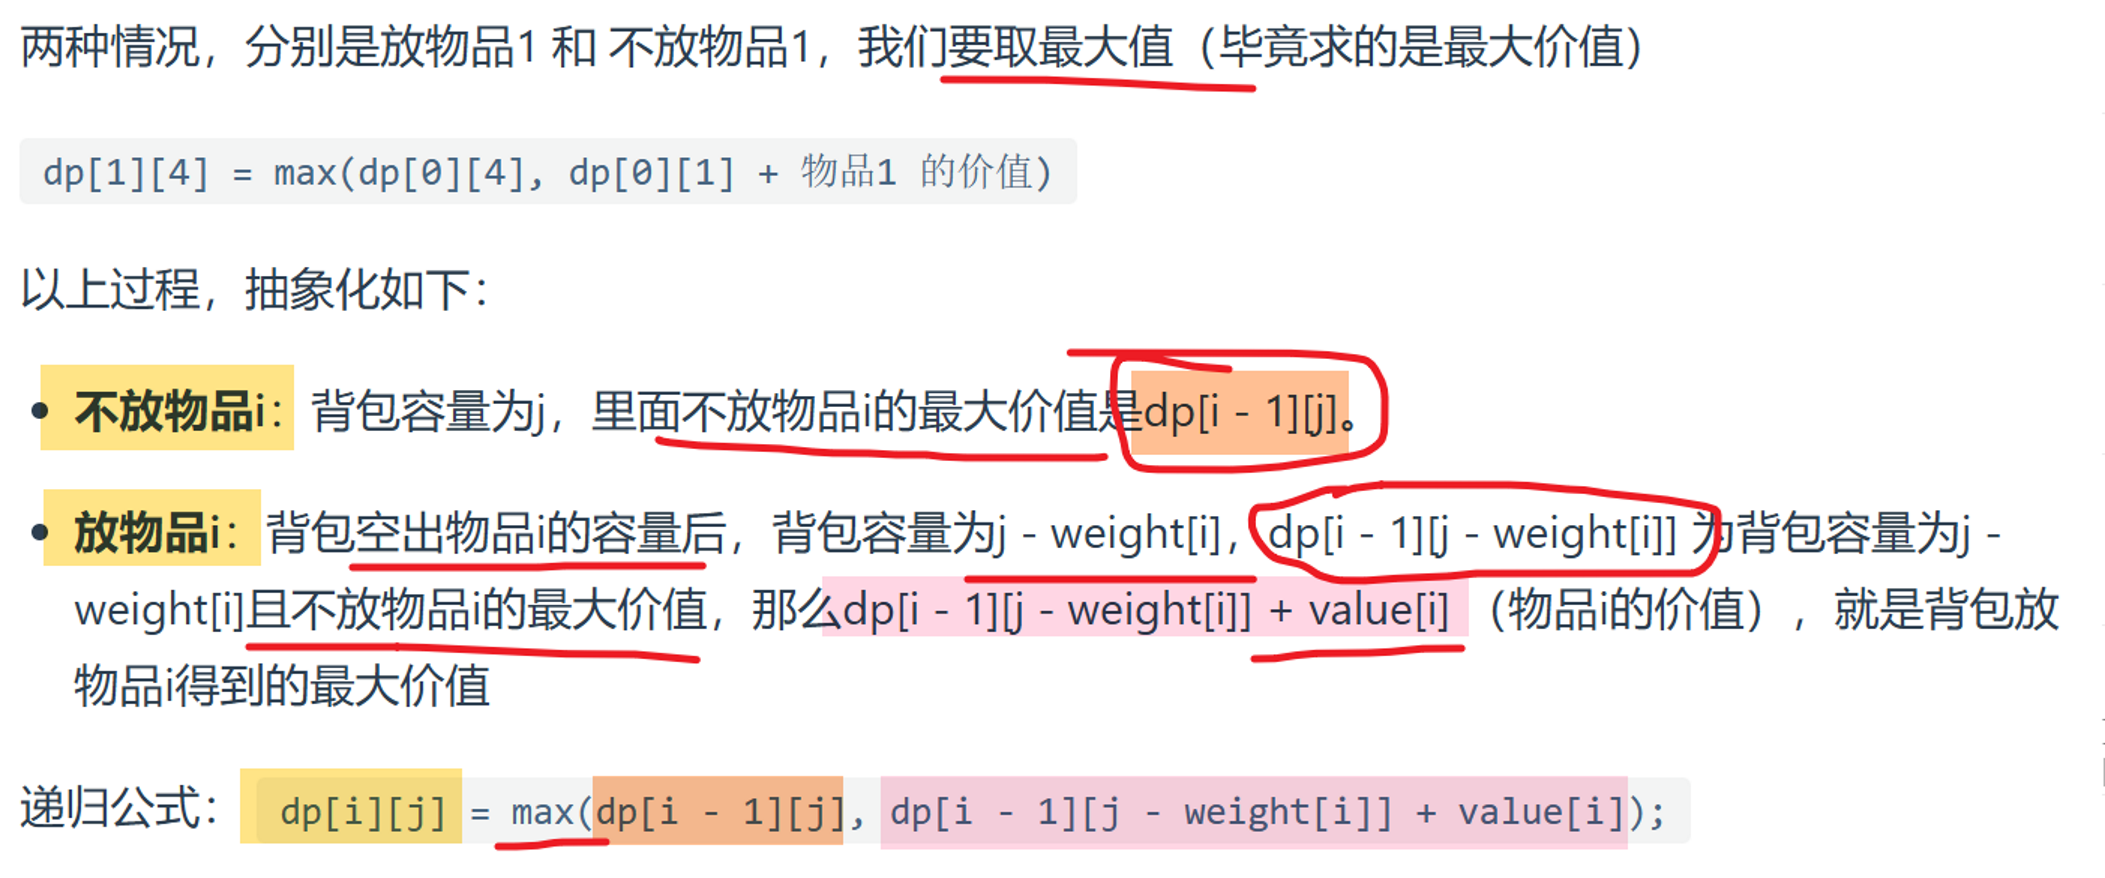 两种情况，分别是放物品1 和 不放物品1，我们要取最大值（毕竟求的是最大价值）
dp[1][4] = max(dp[0][4], dp[0][1] + 物品1 的价值)
以上过程，抽象化如下：
• 不放物品i：背包容量为j，里面不放物品i的最大价值是dp[i - 1][j]。
• 放物品i：背包空出物品i的容量后，背包容量为j - weight[i]，dp[i - 1][j - weight[i]] 为背包容量为j -
weight[i]且不放物品i的最大价值，那么dp[i - 1][j - weight[i]] + value[i] （物品i的价值），就是背包放
物品i得到的最大价值
递归公式： dp[i][j] = max(dp[i - 1][j], dp[i - 1][j - weight[i]] + value[i]);